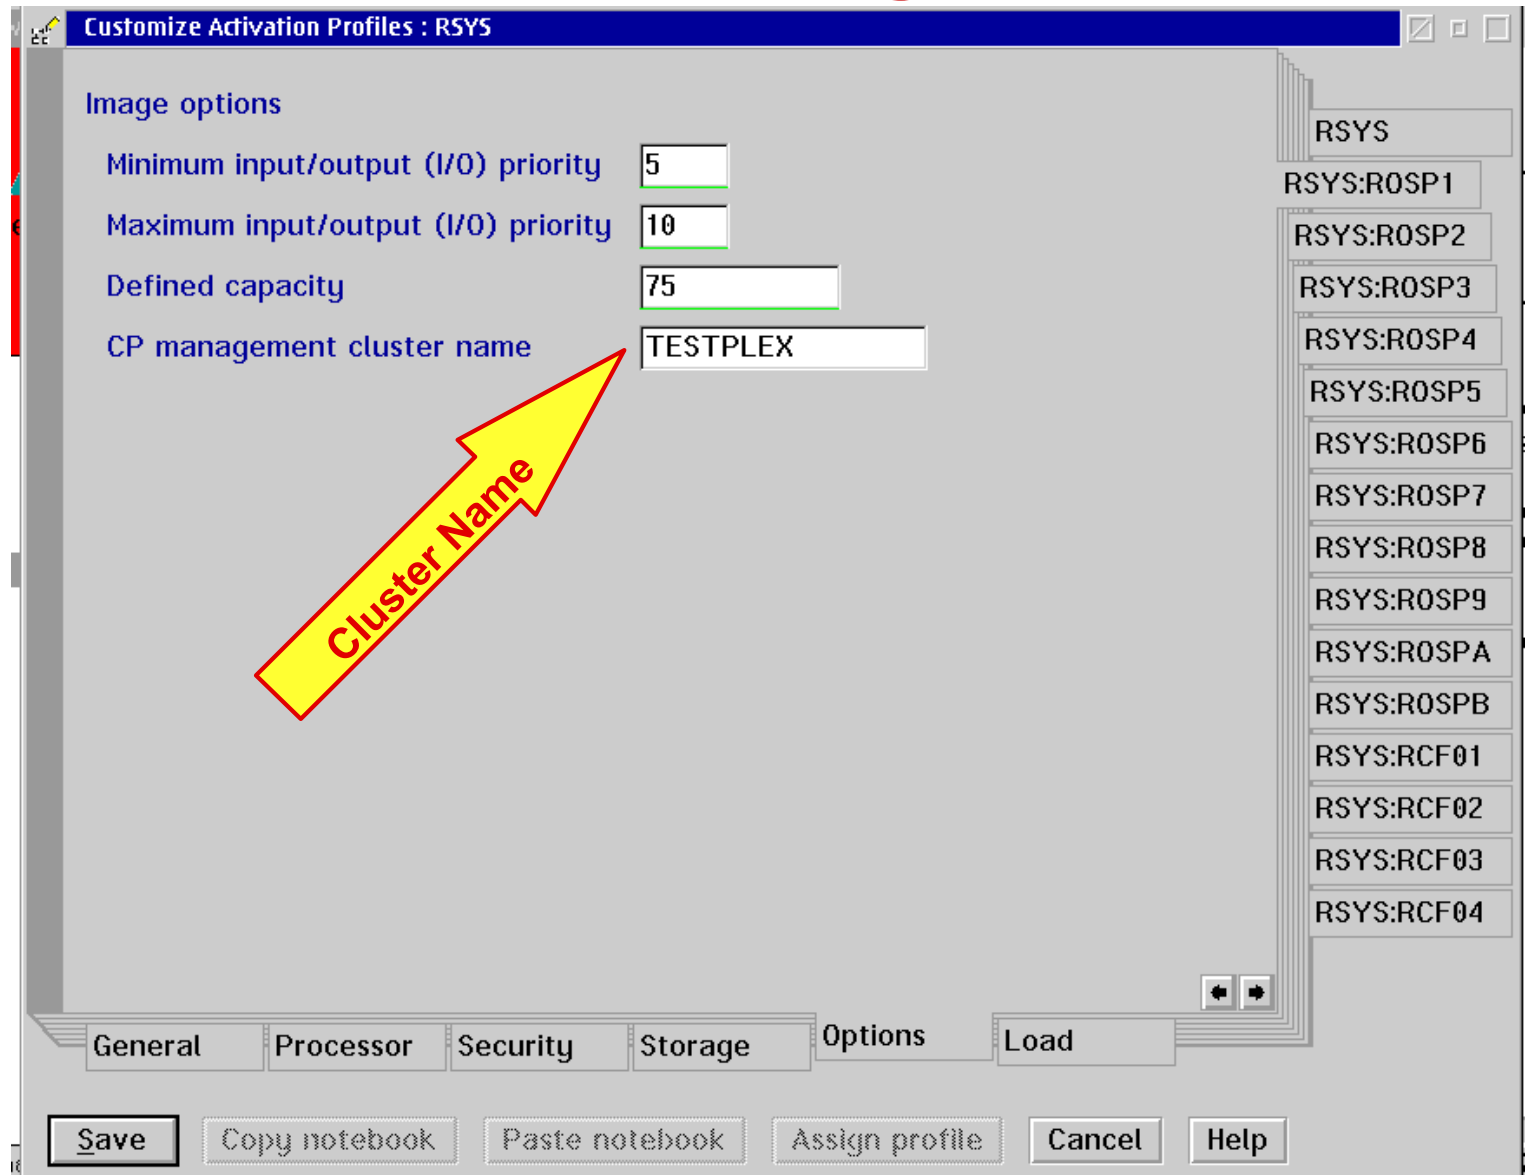 Customize Activation Profiles : RSYS
Image options
Minimum input/output (I/O) priority 5
Maximum input/output (I/O) priority 10
Defined capacity 75
CP management cluster name TESTPLEX
Cluster Name
RSYS
RSYS:ROSP1
RSYS:ROSP2
RSYS:ROSP3
RSYS:ROSP4
RSYS:ROSP5
RSYS:ROSP6
RSYS:ROSP7
RSYS:ROSP8
RSYS:ROSP9
RSYS:ROSPA
RSYS:ROSPB
RSYS:RCF01
RSYS:RCF02
RSYS:RCF03
RSYS:RCF04
General Processor Security Storage Options Load
Save Copy notebook Paste notebook Assign profile Cancel Help